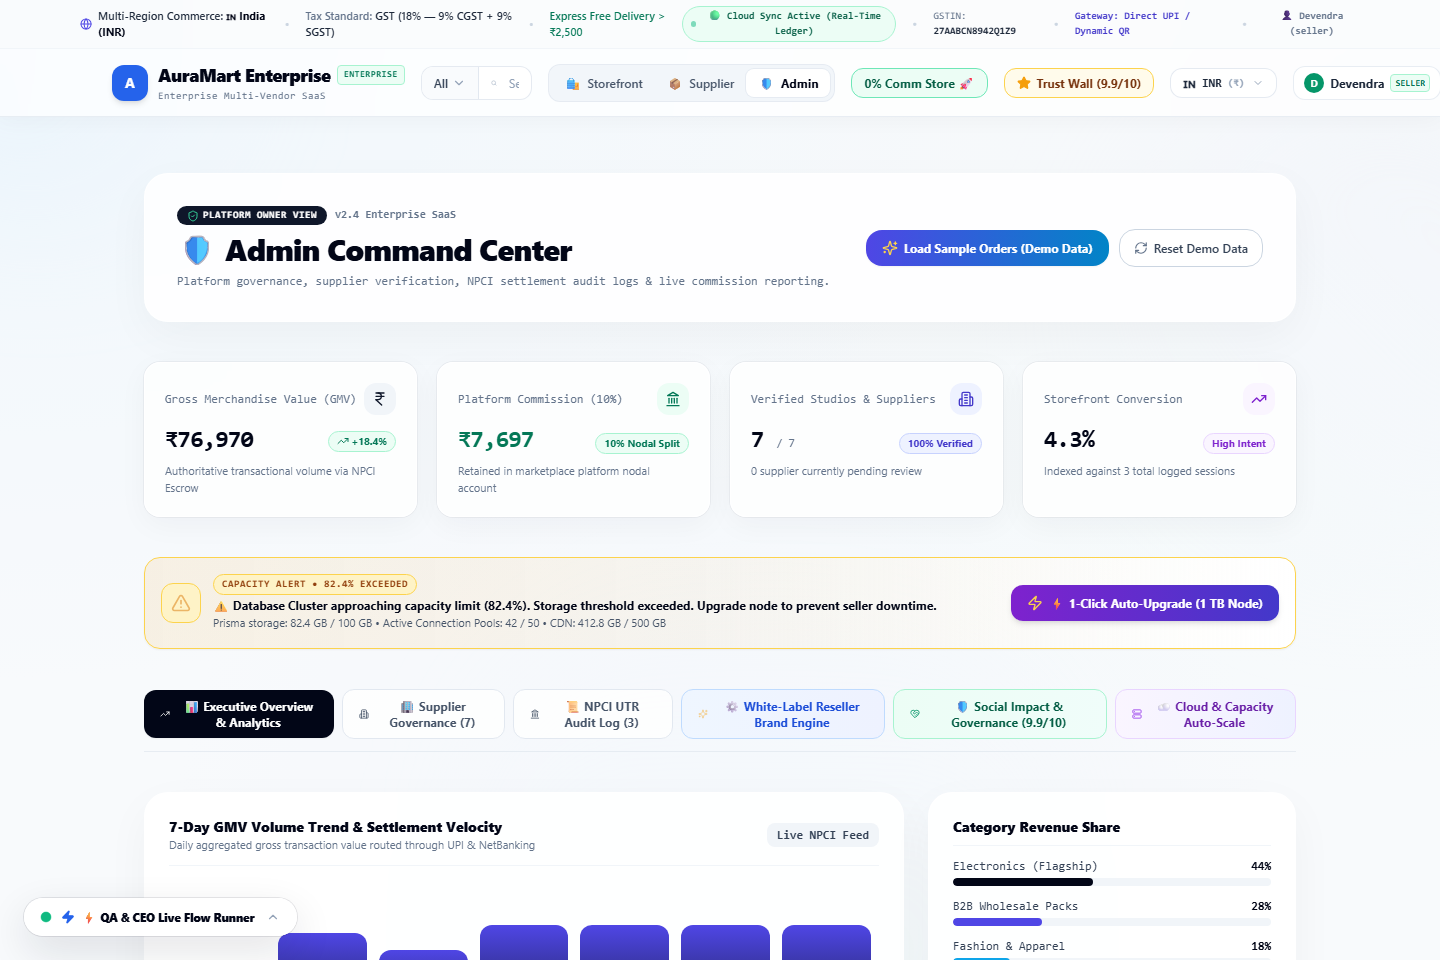 Multi-Region Commerce: IN India (INR)
Tax Standard: GST (18% — 9% CGST + 9% SGST)
Express Free Delivery > ₹2,500
Cloud Sync Active (Real-Time Ledger)
GSTIN: 27AABCN8942Q1Z9
Gateway: Direct UPI / Dynamic QR
Devendra (seller)
A
AuraMart Enterprise
ENTERPRISE
Enterprise Multi-Vendor SaaS
All
Storefront
Supplier
Admin
0% Comm Store
Trust Wall (9.9/10)
IN INR (₹)
D Devendra SELLER
PLATFORM OWNER VIEW
v2.4 Enterprise SaaS
Admin Command Center
Platform governance, supplier verification, NPCI settlement audit logs & live commission reporting.
Load Sample Orders (Demo Data)
Reset Demo Data
Gross Merchandise Value (GMV)
₹
₹76,970
+18.4%
Authoritative transactional volume via NPCI
Escrow
Platform Commission (10%)
₹7,697
10% Nodal Split
Retained in marketplace platform nodal
account
Verified Studios & Suppliers
7 / 7
100% Verified
0 supplier currently pending review
Storefront Conversion
4.3%
High Intent
Indexed against 3 total logged sessions
CAPACITY ALERT • 82.4% EXCEEDED
Database Cluster approaching capacity limit (82.4%). Storage threshold exceeded. Upgrade node to prevent seller downtime.
Prisma storage: 82.4 GB / 100 GB • Active Connection Pools: 42 / 50 • CDN: 412.8 GB / 500 GB
1-Click Auto-Upgrade (1 TB Node)
Executive Overview
& Analytics
Supplier
Governance (7)
NPCI UTR
Audit Log (3)
White-Label Reseller
Brand Engine
Social Impact &
Governance (9.9/10)
Cloud & Capacity
Auto-Scale
7-Day GMV Volume Trend & Settlement Velocity
Daily aggregated gross transaction value routed through UPI & NetBanking
Live NPCI Feed
Category Revenue Share
Electronics (Flagship) 44%
B2B Wholesale Packs 28%
Fashion & Apparel 18%
QA & CEO Live Flow Runner